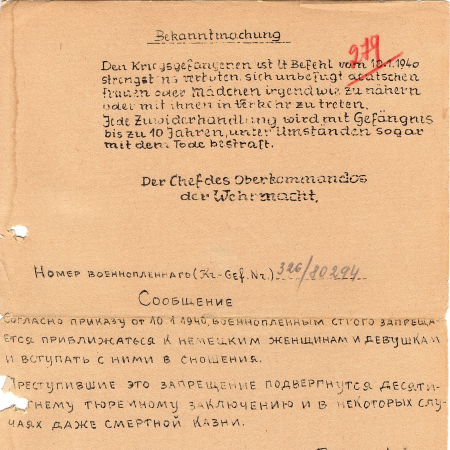 Bekanntmachung
279
Den Kriegsgefangenen ist lt Befehl vom 10.1.1940
strengstens verboten, sich unbefugt deutschen
Frauen oder Mädchen irgendwie zu nähern
oder mit ihnen in Verkehr zu treten.
Jede Zuwiderhandlung wird mit Gefängnis
bis zu 10 Jahren, unter Umständen sogar
mit dem Tode bestraft.
Der Chef des Oberkommandos
der Wehrmacht.
Номер военнопленнаго (Kr.-Gef. Nr.) 326/80294
Сообщение
Согласно приказу от 10.1.1940, военнопленным строго запреща-
ется приближаться к немецким женщинам и девушкам
и вступать с ними в сношения.
Преступившие это запрещение подвергнутся десяти-
тнему тюремному заключению и в некоторых слу-
чаях даже смертной казни.